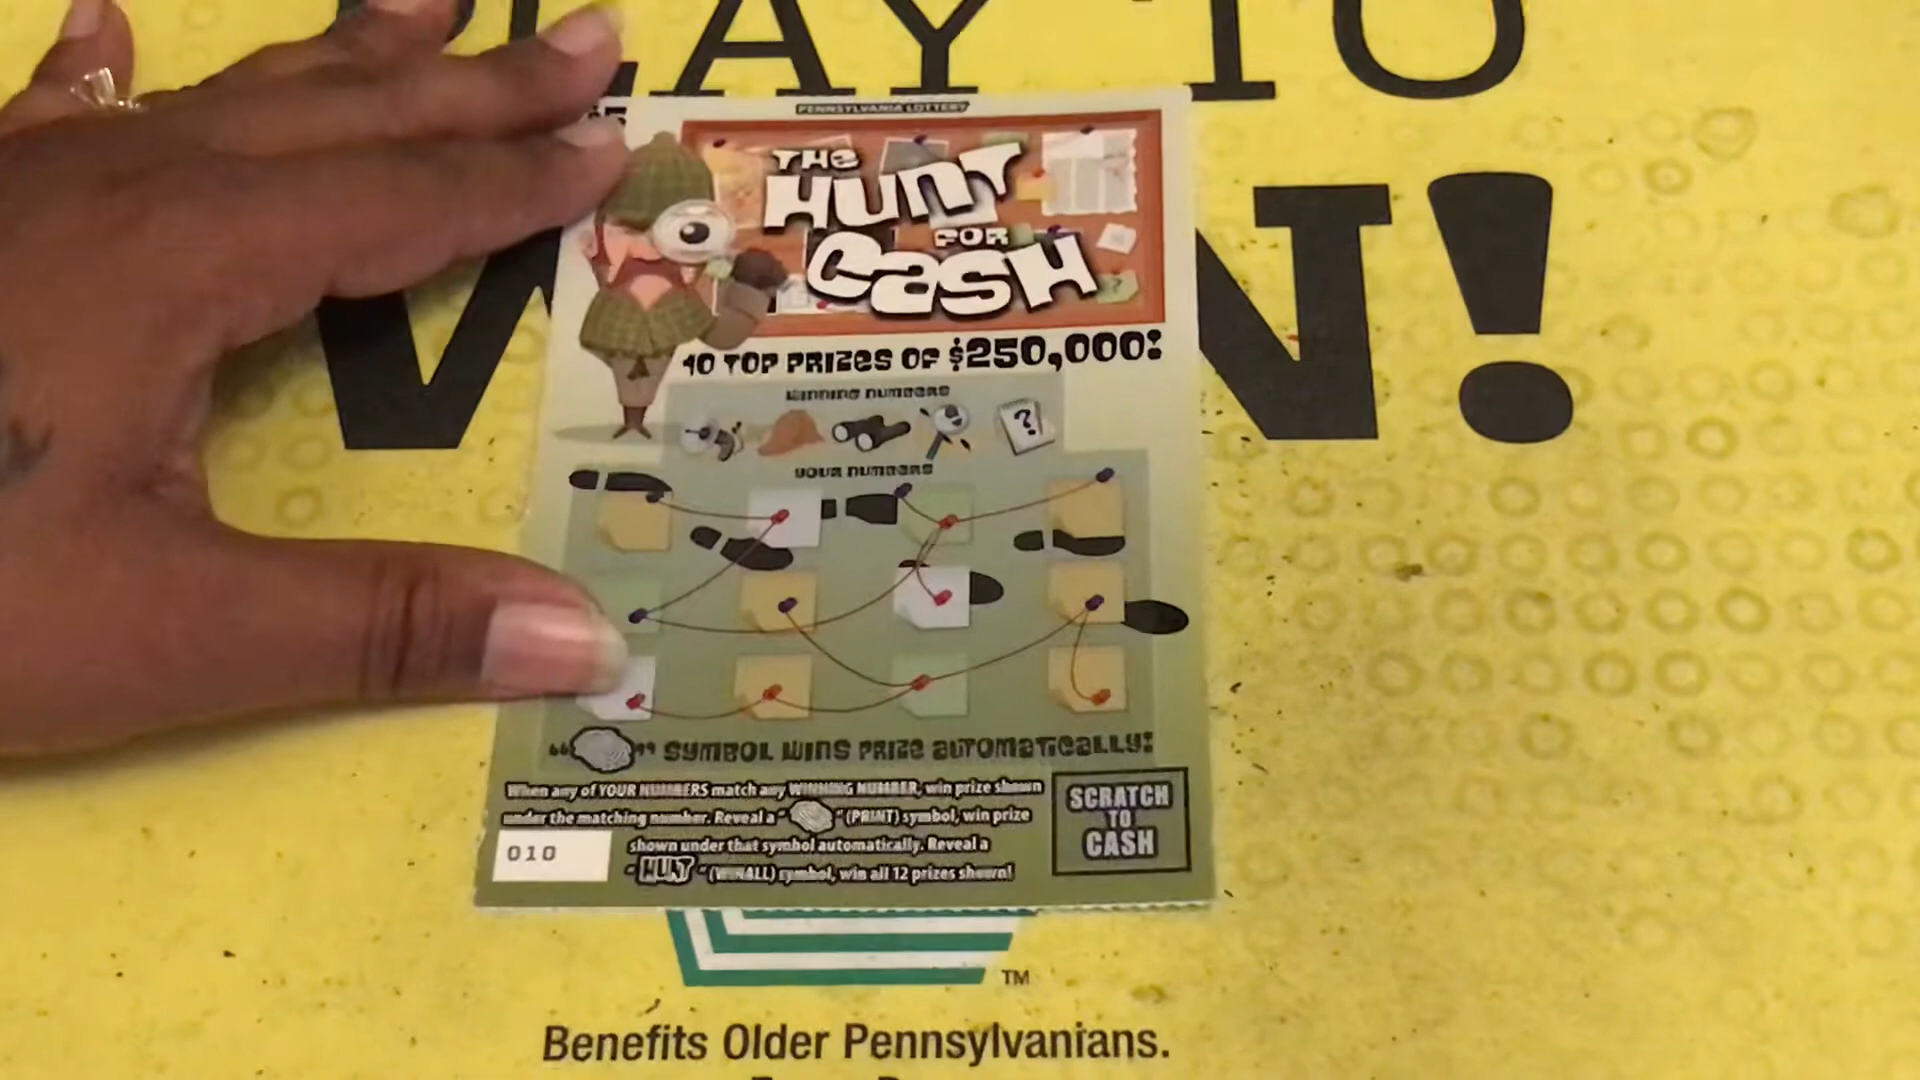 PLAY TO
WIN!
$5
PENNSYLVANIA LOTTERY
THE
HUNT
FOR
CASH
?
10 TOP PRIZES OF $250,000!
WINNING NUMBERS
?
YOUR NUMBERS
" " SYMBOL WINS PRIZE AUTOMATICALLY!
When any of YOUR NUMBERS match any WINNING NUMBER, win prize shown
under the matching number. Reveal a " " (PRINT) symbol, win prize
shown under that symbol automatically. Reveal a
"HUNT" (WINALL) symbol, win all 12 prizes shown!
010
SCRATCH
TO
CASH
TM
Benefits Older Pennsylvanians.